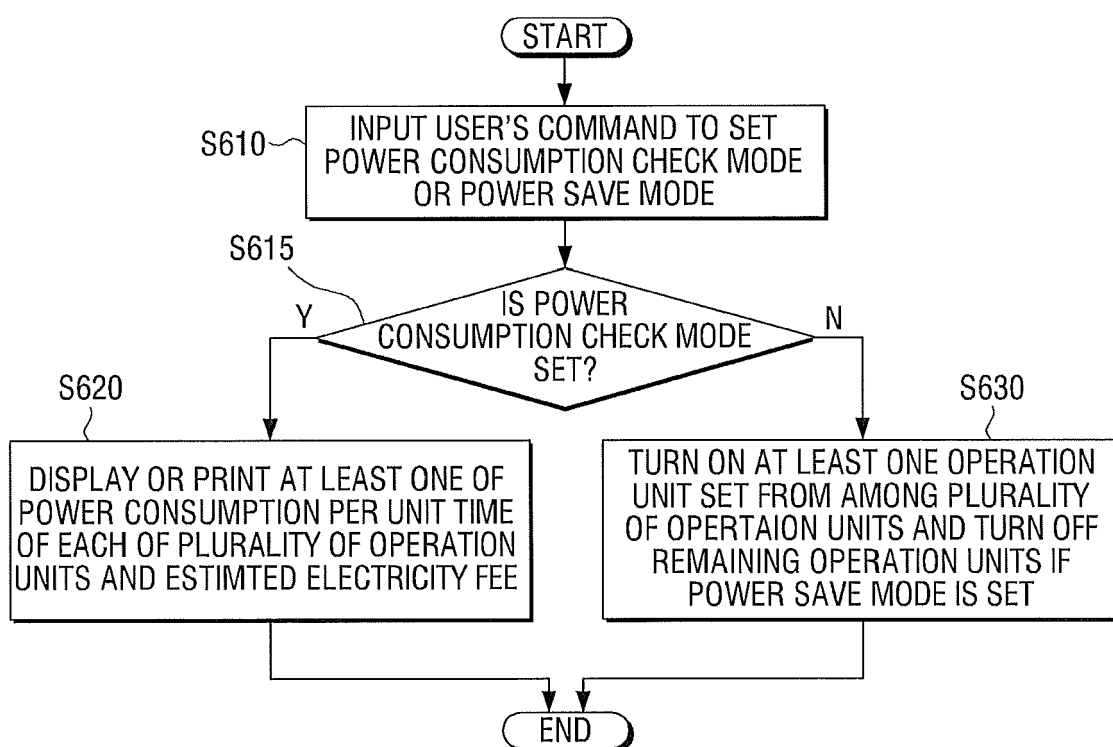 START
S610
INPUT USER'S COMMAND TO SET
POWER CONSUMPTION CHECK MODE
OR POWER SAVE MODE
S615
IS POWER
CONSUMPTION CHECK MODE
SET?
Y
N
S620
DISPLAY OR PRINT AT LEAST ONE OF
POWER CONSUMPTION PER UNIT TIME
OF EACH OF PLURALITY OF OPERATION
UNITS AND ESTIMTED ELECTRICITY FEE
S630
TURN ON AT LEAST ONE OPERATION
UNIT SET FROM AMONG PLURALITY
OF OPERTAION UNITS AND TURN OFF
REMAINING OPERATION UNITS IF
POWER SAVE MODE IS SET
END